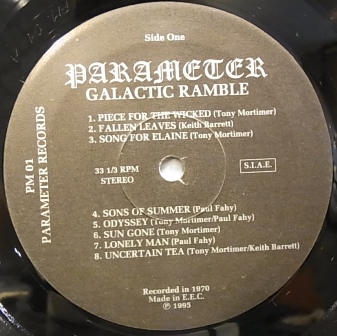 Side One
PARAMETER
GALACTIC RAMBLE
1. PIECE FOR THE WICKED (Tony Mortimer)
2. FALLEN LEAVES (Keith Barrett)
3. SONG FOR ELAINE (Tony Mortimer)
PM 01
PARAMETER RECORDS
33 1/3 RPM
STEREO
S.I.A.E.
4. SONS OF SUMMER (Paul Fahy)
5. ODYSSEY (Tony Mortimer/Paul Fahy)
6. SUN GONE (Tony Mortimer)
7. LONELY MAN (Paul Fahy)
8. UNCERTAIN TEA (Tony Mortimer/Keith Barrett)
Recorded in 1970
Made in E.E.C.
Ⓟ 1995